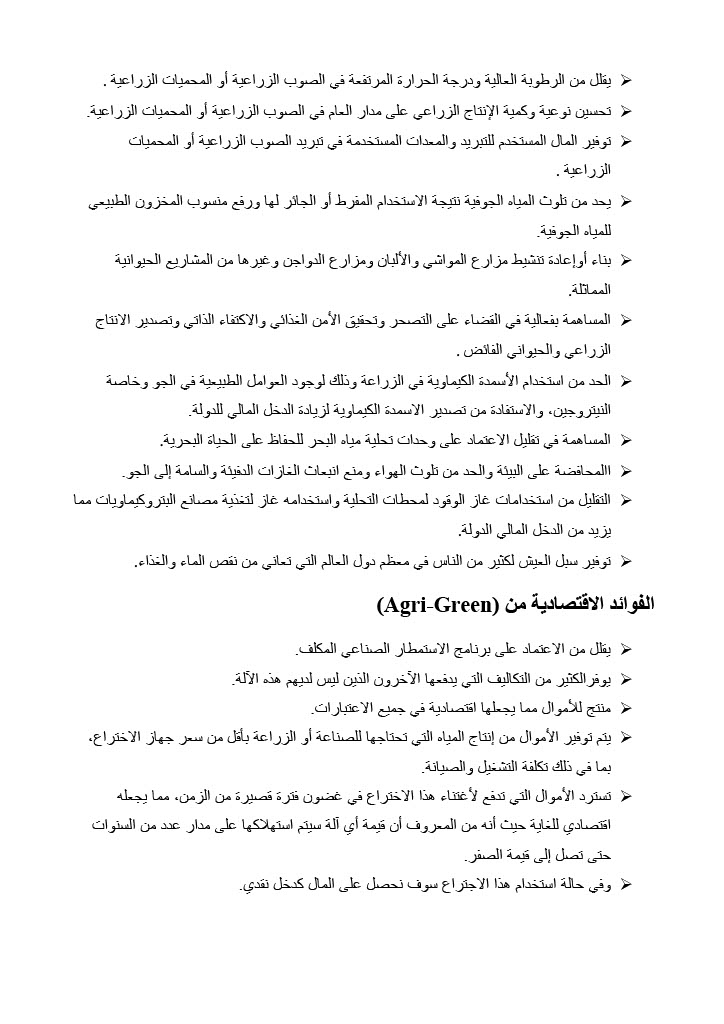 ⮚ يقلل من الرطوبة العالية ودرجة الحرارة المرتفعة في الصوب الزراعية أو المحميات الزراعية .
⮚ تحسين نوعية وكمية الإنتاج الزراعي على مدار العام في الصوب الزراعية أو المحميات الزراعية.
⮚ توفير المال المستخدم للتبريد والمعدات المستخدمة في تبريد الصوب الزراعية أو المحميات
الزراعية .
⮚ يحد من تلوث المياه الجوفية نتيجة الاستخدام المفرط أو الجائر لها ورفع منسوب المخزون الطبيعي
للمياه الجوفية.
⮚ بناء أوإعادة تنشيط مزارع المواشي والألبان ومزارع الدواجن وغيرها من المشاريع الحيوانية
المماثلة.
⮚ المساهمة بفعالية في القضاء على التصحر وتحقيق الأمن الغذائي والاكتفاء الذاتي وتصدير الانتاج
الزراعي والحيواني الفائض .
⮚ الحد من استخدام الأسمدة الكيماوية في الزراعة وذلك لوجود العوامل الطبيعية في الجو وخاصة
النيتروجين، والاستفادة من تصدير الاسمدة الكيماوية لزيادة الدخل المالي للدولة.
⮚ المساهمة في تقليل الاعتماد على وحدات تحلية مياه البحر للحفاظ على الحياة البحرية.
⮚ االمحافضة على البيئة والحد من تلوث الهواء ومنع انبعاث الغازات الدفيئة والسامة إلى الجو.
⮚ التقليل من استخدامات غاز الوقود لمحطات التحلية واستخدامه غاز لتغذية مصانع البتروكيماويات مما
يزيد من الدخل المالي الدولة.
⮚ توفير سبل العيش لكثير من الناس في معظم دول العالم التي تعاني من نقص الماء والغذاء.
الفوائد الاقتصادية من (Agri-Green)
⮚ يقلل من الاعتماد على برنامج الاستمطار الصناعي المكلف.
⮚ يوفرالكثير من التكاليف التي يدفعها الآخرون الذين ليس لديهم هذه الآلة.
⮚ منتج للأموال مما يجعلها اقتصادية في جميع الاعتبارات.
⮚ يتم توفير الأموال من إنتاج المياه التي تحتاجها للصناعة أو الزراعة بأقل من سعر جهاز الاختراع،
بما في ذلك تكلفة التشغيل والصيانة.
⮚ تسترد الأموال التي تدفع لأغتناء هذا الاختراع في غضون فترة قصيرة من الزمن، مما يجعله
اقتصادي للغاية حيث أنه من المعروف أن قيمة أي آلة سيتم استهلاكها على مدار عدد من السنوات
حتى تصل إلى قيمة الصفر.
⮚ وفي حالة استخدام هذا الاجتراع سوف نحصل على المال كدخل نقدي.